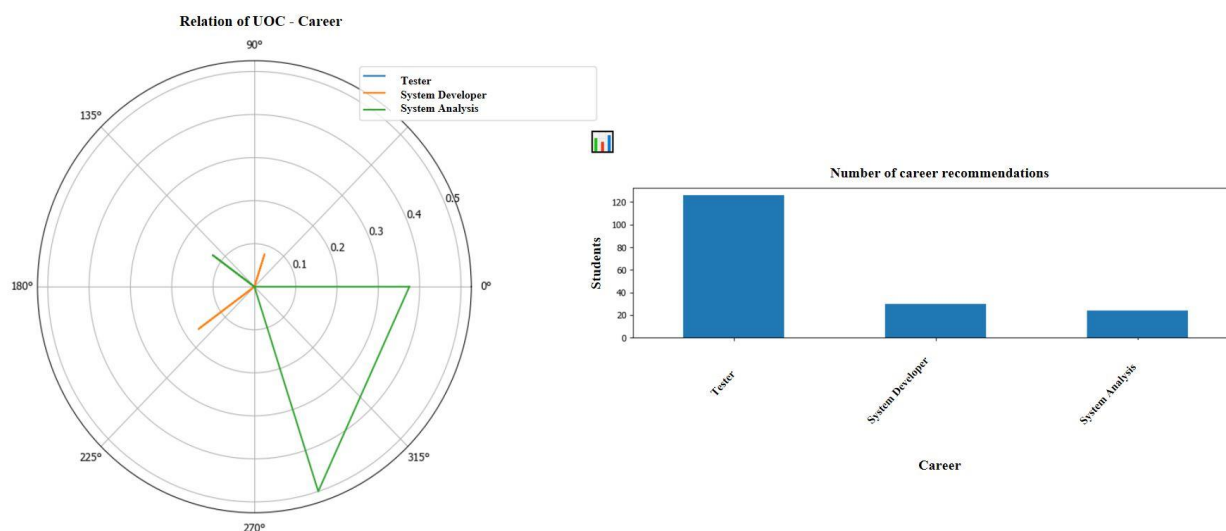 Relation of UOC - Career
90°
Tester
System Developer
System Analysis
135°
0.5
0.4
0.3
0.2
0.1
180°
0°
225°
315°
270°
Number of career recommendations
Students
120
100
80
60
40
20
0
Tester
System Developer
System Analysis
Career